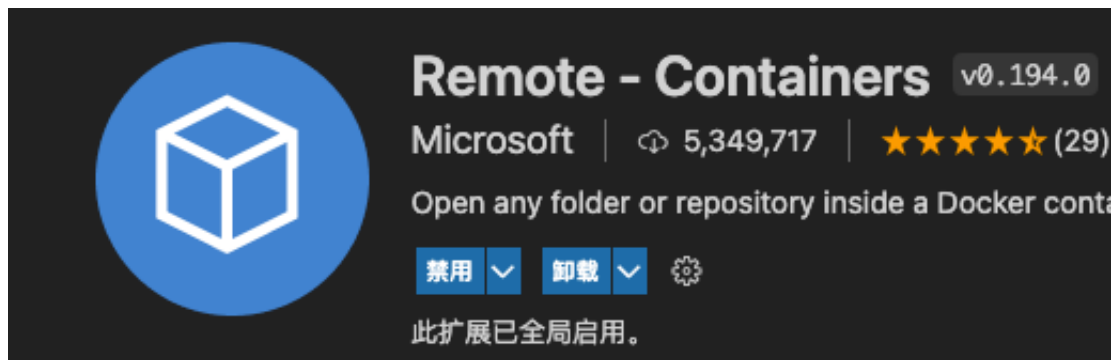 Remote - Containers v0.194.0
Microsoft 5,349,717 (29)
Open any folder or repository inside a Docker
禁用 卸载
此扩展已全局启用。